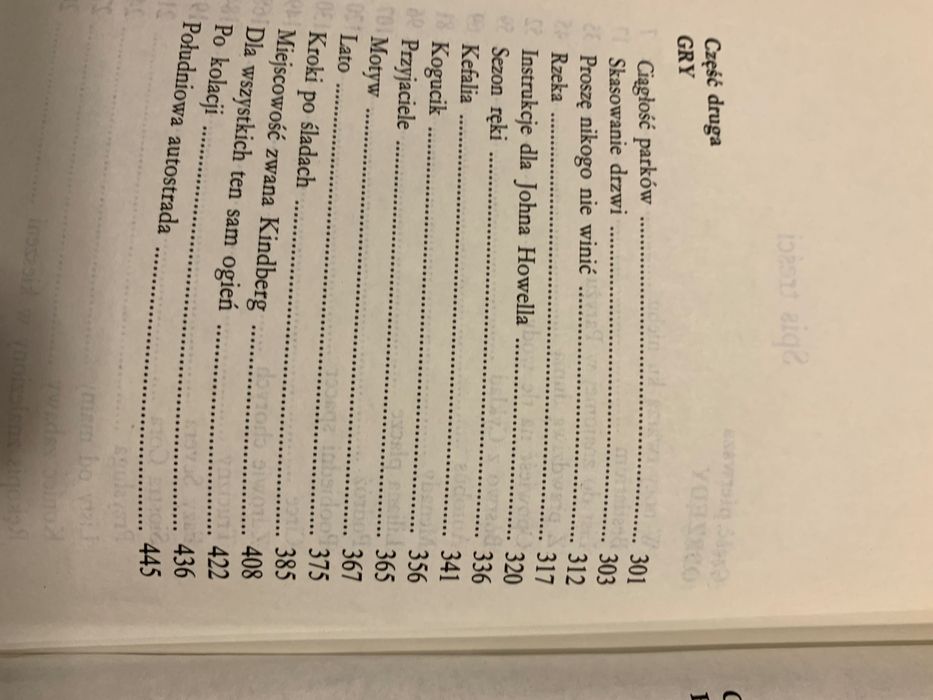 Część druga
GRY
Ciągłość parków ........ 301
Skasowanie drzwi ........ 303
Proszę nikogo nie winić ........ 312
Rzeka ........ 317
Instrukcje dla Johna Howella ........ 320
Sezon ręki ........ 336
Kefalia ........ 341
Kogucik ........ 356
Przyjaciele ........ 365
Motyw ........ 367
Lato ........ 375
Kroki po śladach ........ 385
Miejscowość zwana Kindberg ........ 408
Dla wszystkich ten sam ogień ........ 422
Po kolacji ........ 436
Południowa autostrada ........ 445